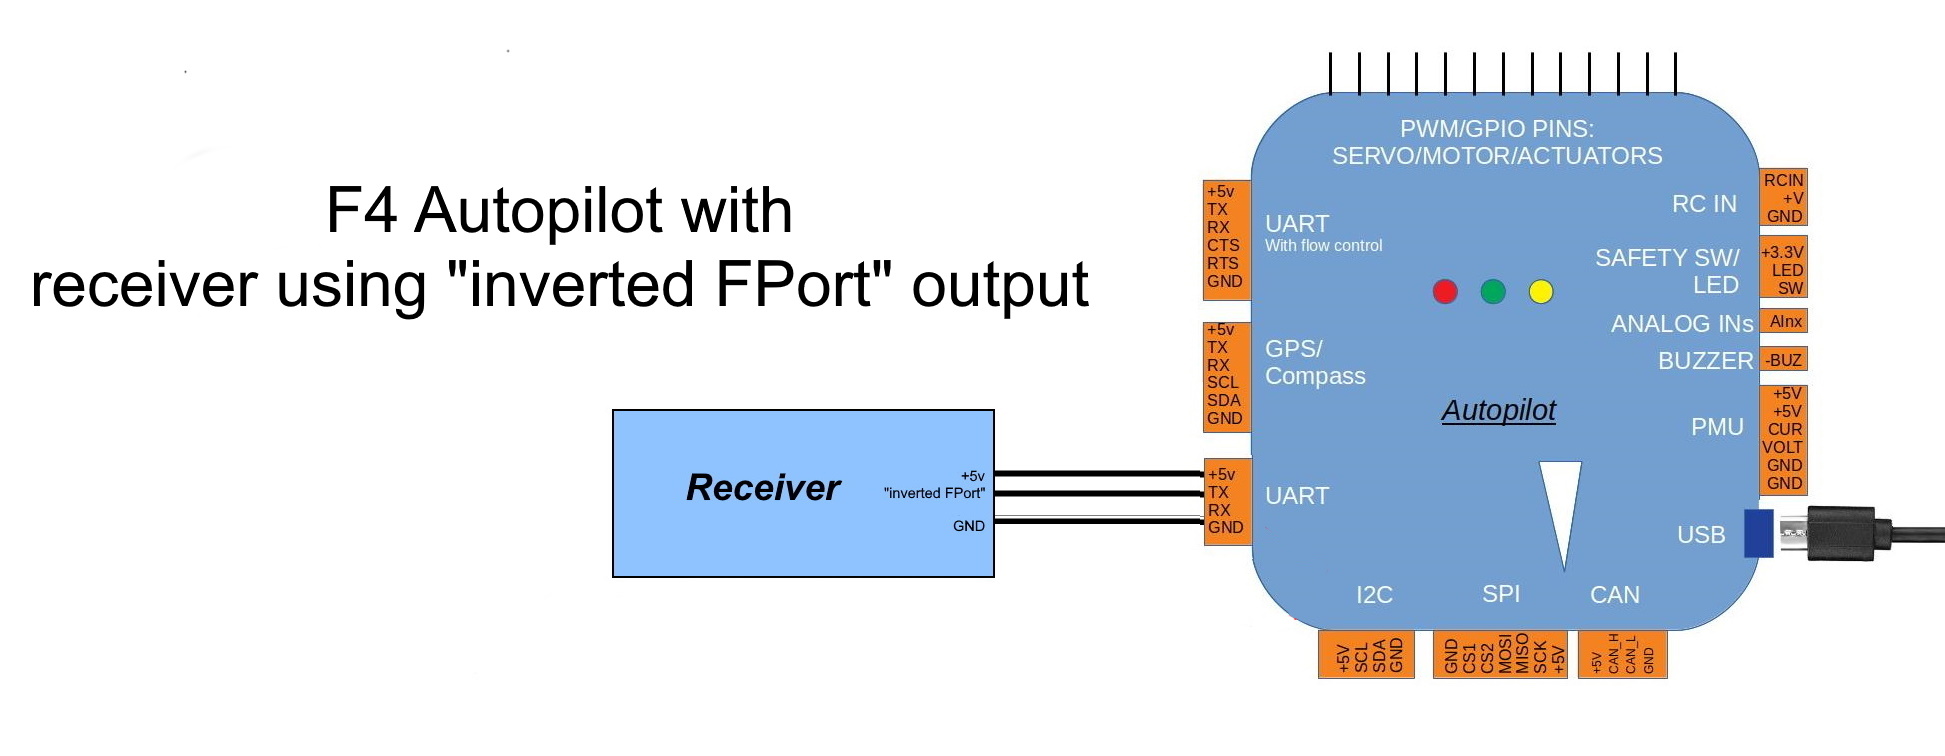 F4 Autopilot with
receiver using "inverted FPort" output
Receiver
+5v
"inverted FPort"
GND
PWM/GPIO PINS:
SERVO/MOTOR/ACTUATORS
+5v
TX
RX
CTS
RTS
GND
UART
With flow control
+5v
TX
RX
SCL
SDA
GND
GPS/
Compass
+5v
TX
RX
GND
UART
Autopilot
RC IN
RCIN
+V
GND
SAFETY SW/
LED
+3.3V
LED
SW
ANALOG INs
AInx
BUZZER
-BUZ
PMU
+5V
+5V
CUR
VOLT
GND
GND
USB
I2C
SPI
CAN
+5V
SCL
SDA
GND
GND
CS1
CS2
MOSI
MISO
SCK
+5V
+5V
CAN_H
CAN_L
GND